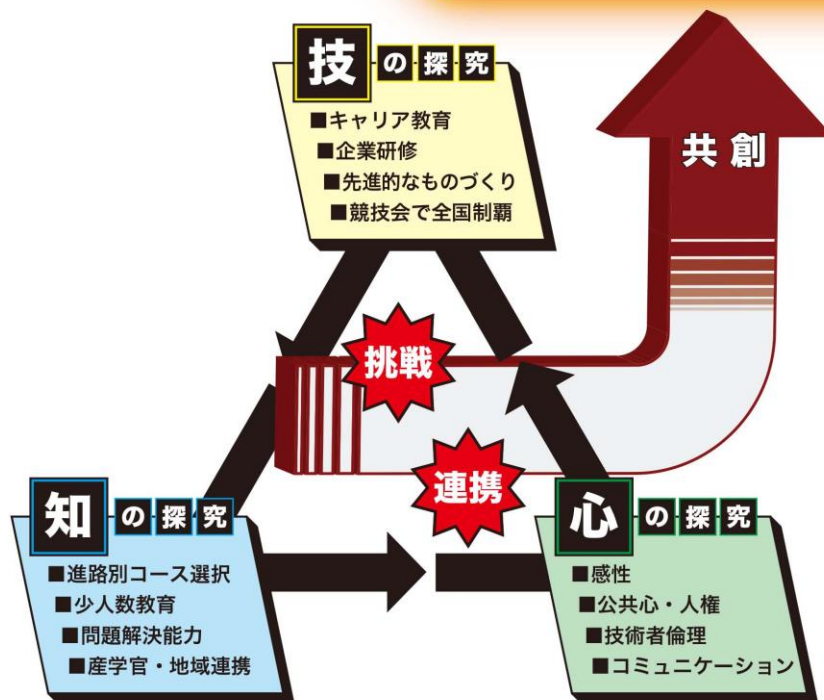 技の探究
■キャリア教育
■企業研修
■先進的なものづくり
■競技会で全国制覇
共創
挑戦
連携
知の探究
■進路別コース選択
■少人数教育
■問題解決能力
■産学官・地域連携
心の探究
■感性
■公共心・人権
■技術者倫理
■コミュニケーション